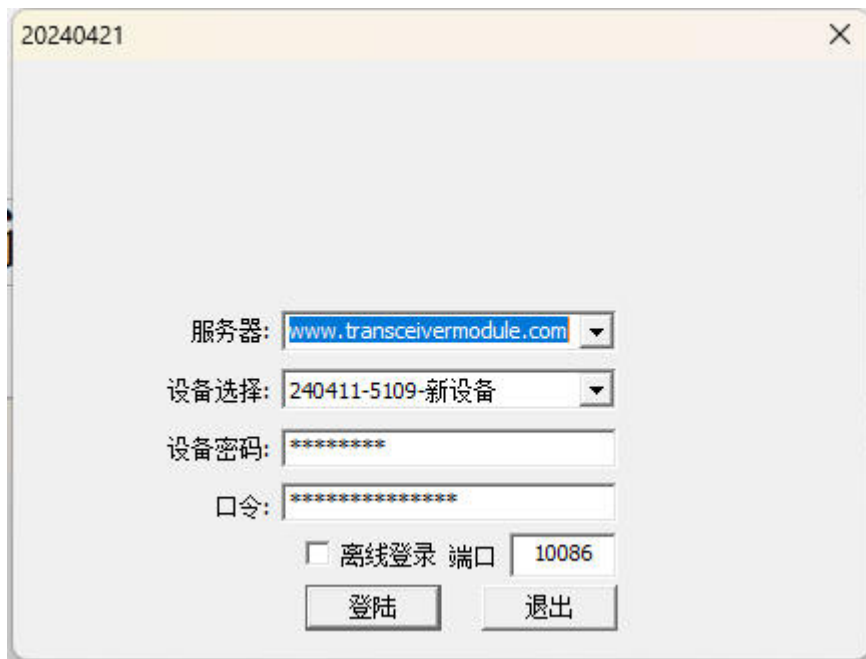 20240421
服务器: www.transceivermodule.com
设备选择: 240411-5109-新设备
设备密码: ********
口令: **************
离线登录 端口 10086
登陆 退出